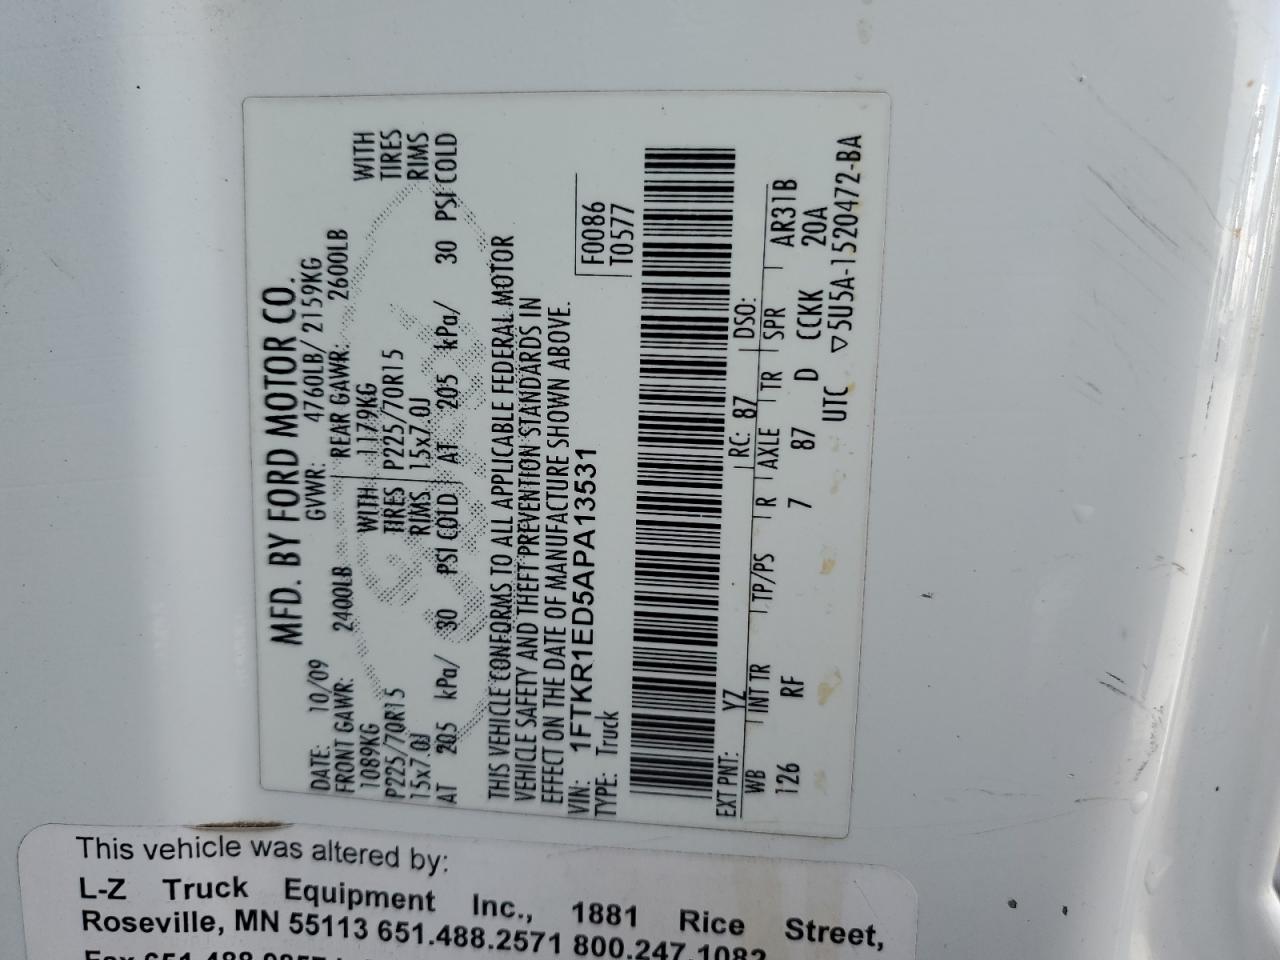 MFD. BY FORD MOTOR CO.
DATE: 10/09 GVWR: 4760LB/ 2159KG
FRONT GAWR: 2400LB REAR GAWR: 2600LB
1089KG WITH 1179KG WITH
P225/70R15 TIRES P225/70R15 TIRES
15x7.0J RIMS 15x7.0J RIMS
AT 205 kPa/ 30 PSI COLD AT 205 kPa/ 30 PSI COLD
THIS VEHICLE CONFORMS TO ALL APPLICABLE FEDERAL MOTOR
VEHICLE SAFETY AND THEFT PREVENTION STANDARDS IN
EFFECT ON THE DATE OF MANUFACTURE SHOWN ABOVE.
VIN: 1FTKR1ED5APA13531 F0086
TYPE: Truck T0577
EXT PNT: YZ RC: 87 DSO:
WB INT TR TP/PS R AXLE TR SPR AR31B
126 RF 7 87 D CCKK 20A
UTC ▽5U5A-1520472-BA
This vehicle was altered by:
L-Z Truck Equipment Inc., 1881 Rice Street,
Roseville, MN 55113 651.488.2571 800.247.1082